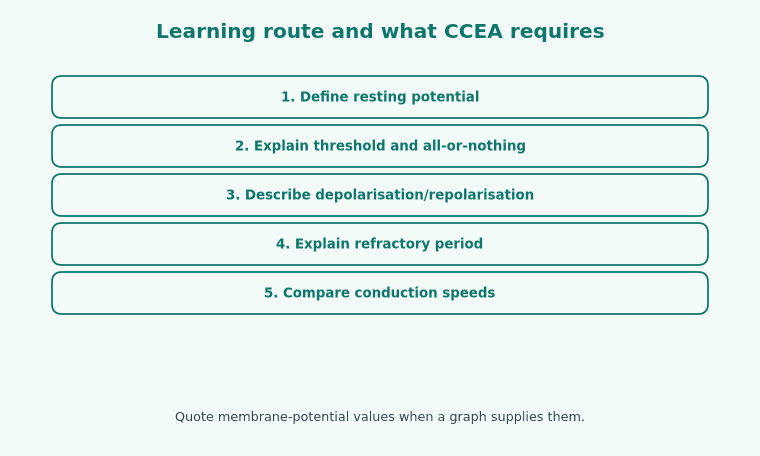 Learning route and what CCEA requires
1. Define resting potential
2. Explain threshold and all-or-nothing
3. Describe depolarisation/repolarisation
4. Explain refractory period
5. Compare conduction speeds
Quote membrane-potential values when a graph supplies them.